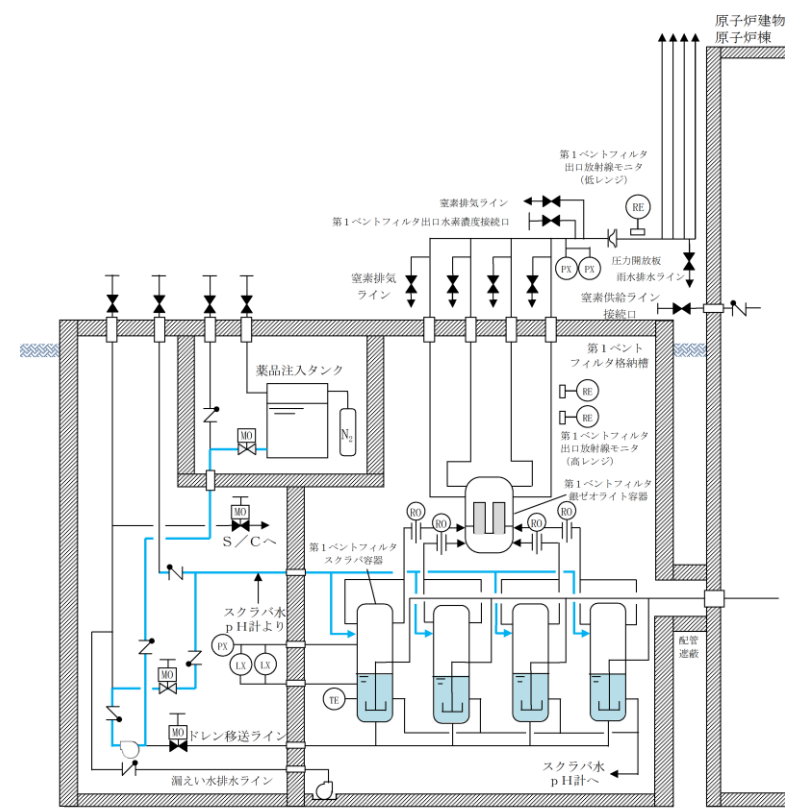 原子炉建物
原子炉棟
第１ベントフィルタ
出口放射線モニタ
（低レンジ）
窒素排気ライン
RE
第１ベントフィルタ出口水素濃度接続口
圧力開放板
PX
PX
雨水排水ライン
窒素排気
ライン
窒素供給ライン
接続口
第１ベント
フィルタ格納槽
薬品注入タンク
RE
RE
N2
MO
第１ベントフィルタ
出口放射線モニタ
（高レンジ）
第１ベントフィルタ
銀ゼオライト容器
MO
RO
RO
RO
RO
S／Cへ
第１ベントフィルタ
スクラバ容器
スクラバ水
pH計より
PX
LX
LX
配管
遮蔽
MO
TE
MO
ドレン移送ライン
スクラバ水
pH計へ
漏えい水排水ライン